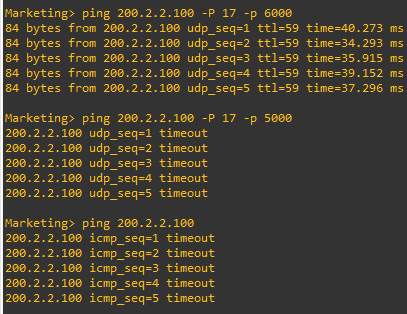 Marketing> ping 200.2.2.100 -P 17 -p 6000
84 bytes from 200.2.2.100 udp_seq=1 ttl=59 time=40.273 ms
84 bytes from 200.2.2.100 udp_seq=2 ttl=59 time=34.293 ms
84 bytes from 200.2.2.100 udp_seq=3 ttl=59 time=35.915 ms
84 bytes from 200.2.2.100 udp_seq=4 ttl=59 time=39.152 ms
84 bytes from 200.2.2.100 udp_seq=5 ttl=59 time=37.296 ms
Marketing> ping 200.2.2.100 -P 17 -p 5000
200.2.2.100 udp_seq=1 timeout
200.2.2.100 udp_seq=2 timeout
200.2.2.100 udp_seq=3 timeout
200.2.2.100 udp_seq=4 timeout
200.2.2.100 udp_seq=5 timeout
Marketing> ping 200.2.2.100
200.2.2.100 icmp_seq=1 timeout
200.2.2.100 icmp_seq=2 timeout
200.2.2.100 icmp_seq=3 timeout
200.2.2.100 icmp_seq=4 timeout
200.2.2.100 icmp_seq=5 timeout